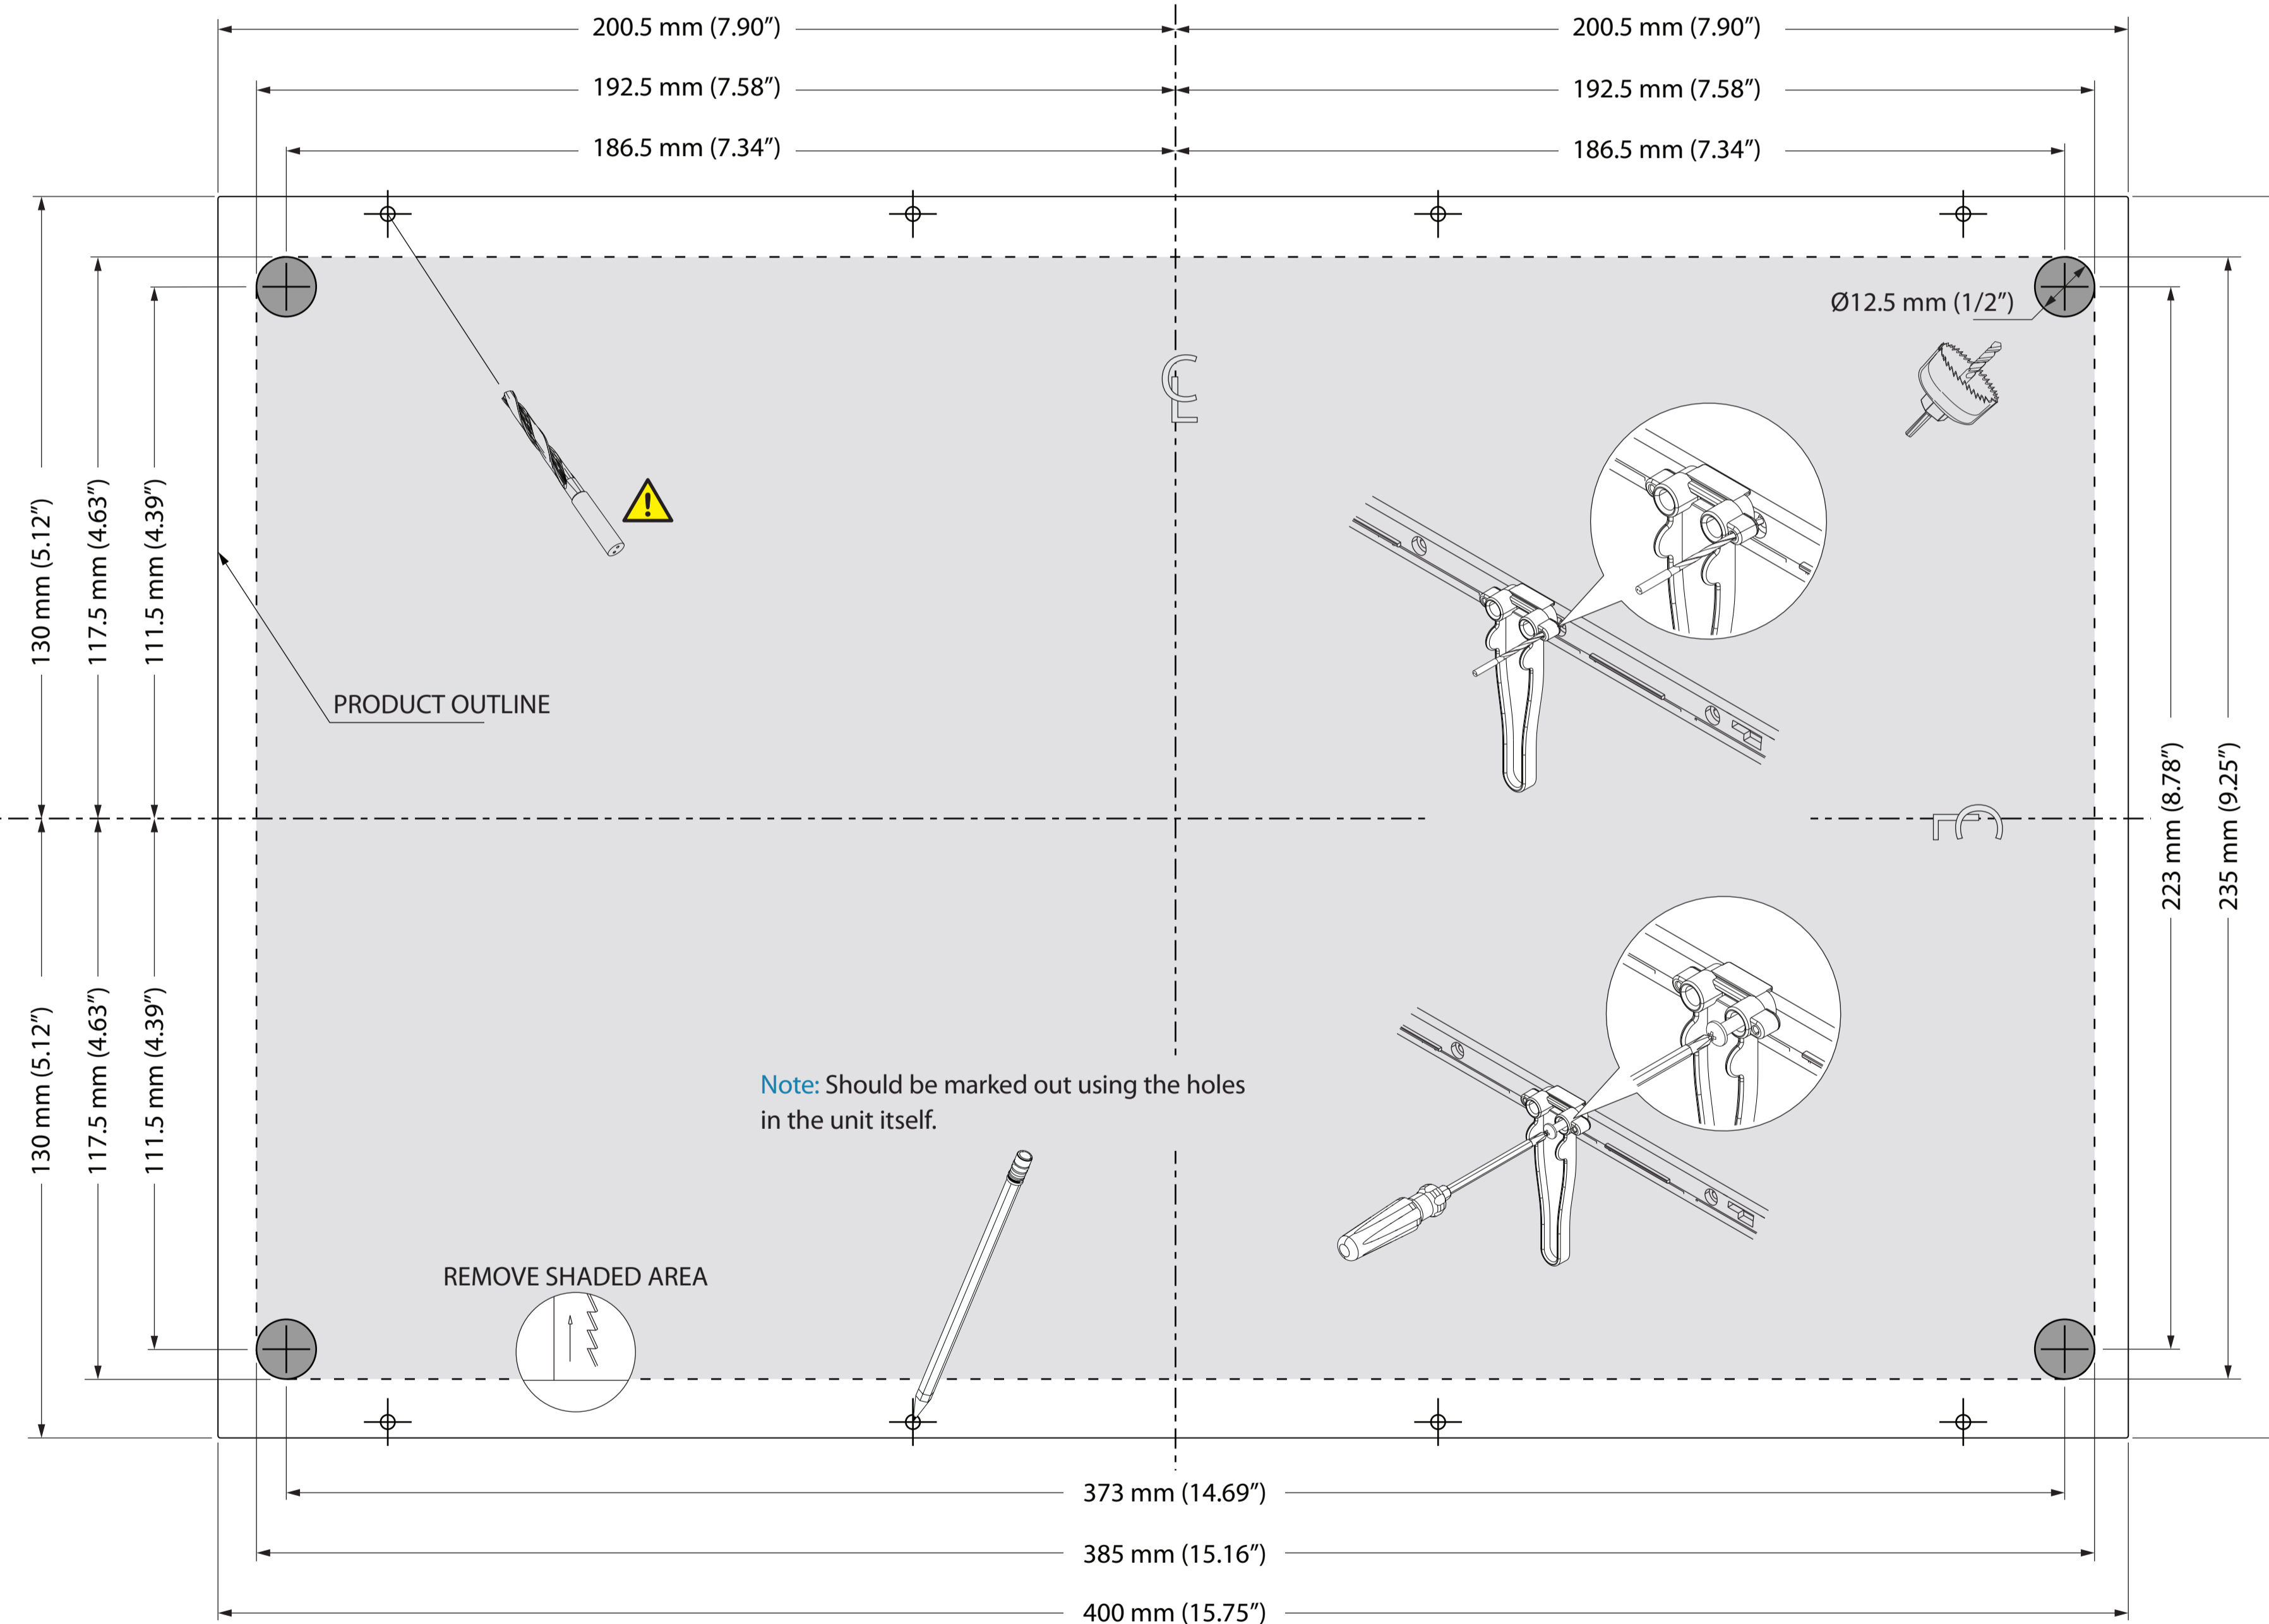 200.5 mm (7.90″) 200.5 mm (7.90″)
192.5 mm (7.58″) 192.5 mm (7.58″)
186.5 mm (7.34″) 186.5 mm (7.34″)
Ø12.5 mm (1/2″)
CL
130 mm (5.12″)
117.5 mm (4.63″)
111.5 mm (4.39″)
PRODUCT OUTLINE
223 mm (8.78″)
235 mm (9.25″)
CL
130 mm (5.12″)
117.5 mm (4.63″)
111.5 mm (4.39″)
Note: Should be marked out using the holes
in the unit itself.
REMOVE SHADED AREA
373 mm (14.69″)
385 mm (15.16″)
400 mm (15.75″)